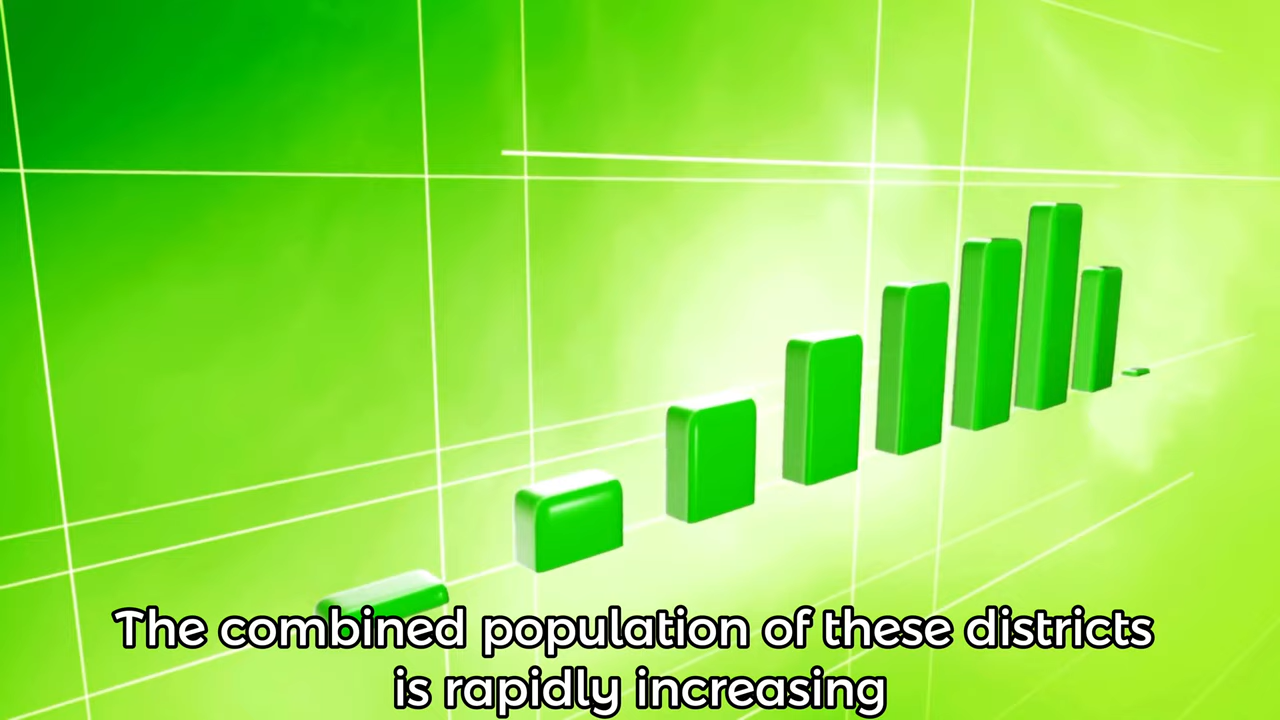 The combined population of these districts
is rapidly increasing